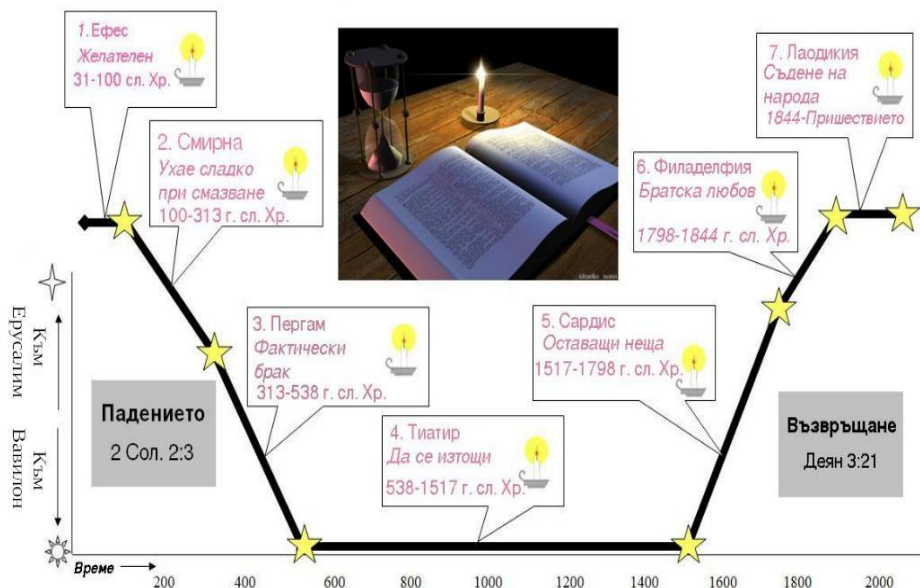 1. Ефес
Желателен
31-100 сл. Хр.
2. Смирна
Ухае сладко
при смазване
100-313 г. сл. Хр.
3. Пергам
Фактически
брак
313-538 г. сл. Хр.
4. Тиатир
Да се изтощи
538-1517 г. сл. Хр.
5. Сардис
Оставащи неща
1517-1798 г. сл. Хр.
6. Филаделфия
Братска любов
1798-1844 г. сл. Хр.
7. Лаодикия
Съдене на
народа
1844-Пришествието
studio som
Към
Ерусалим
Към
Вавилон
Падението
2 Сол. 2:3
Възвръщане
Деян 3:21
Време
200 400 600 800 1000 1200 1400 1600 1800 2000